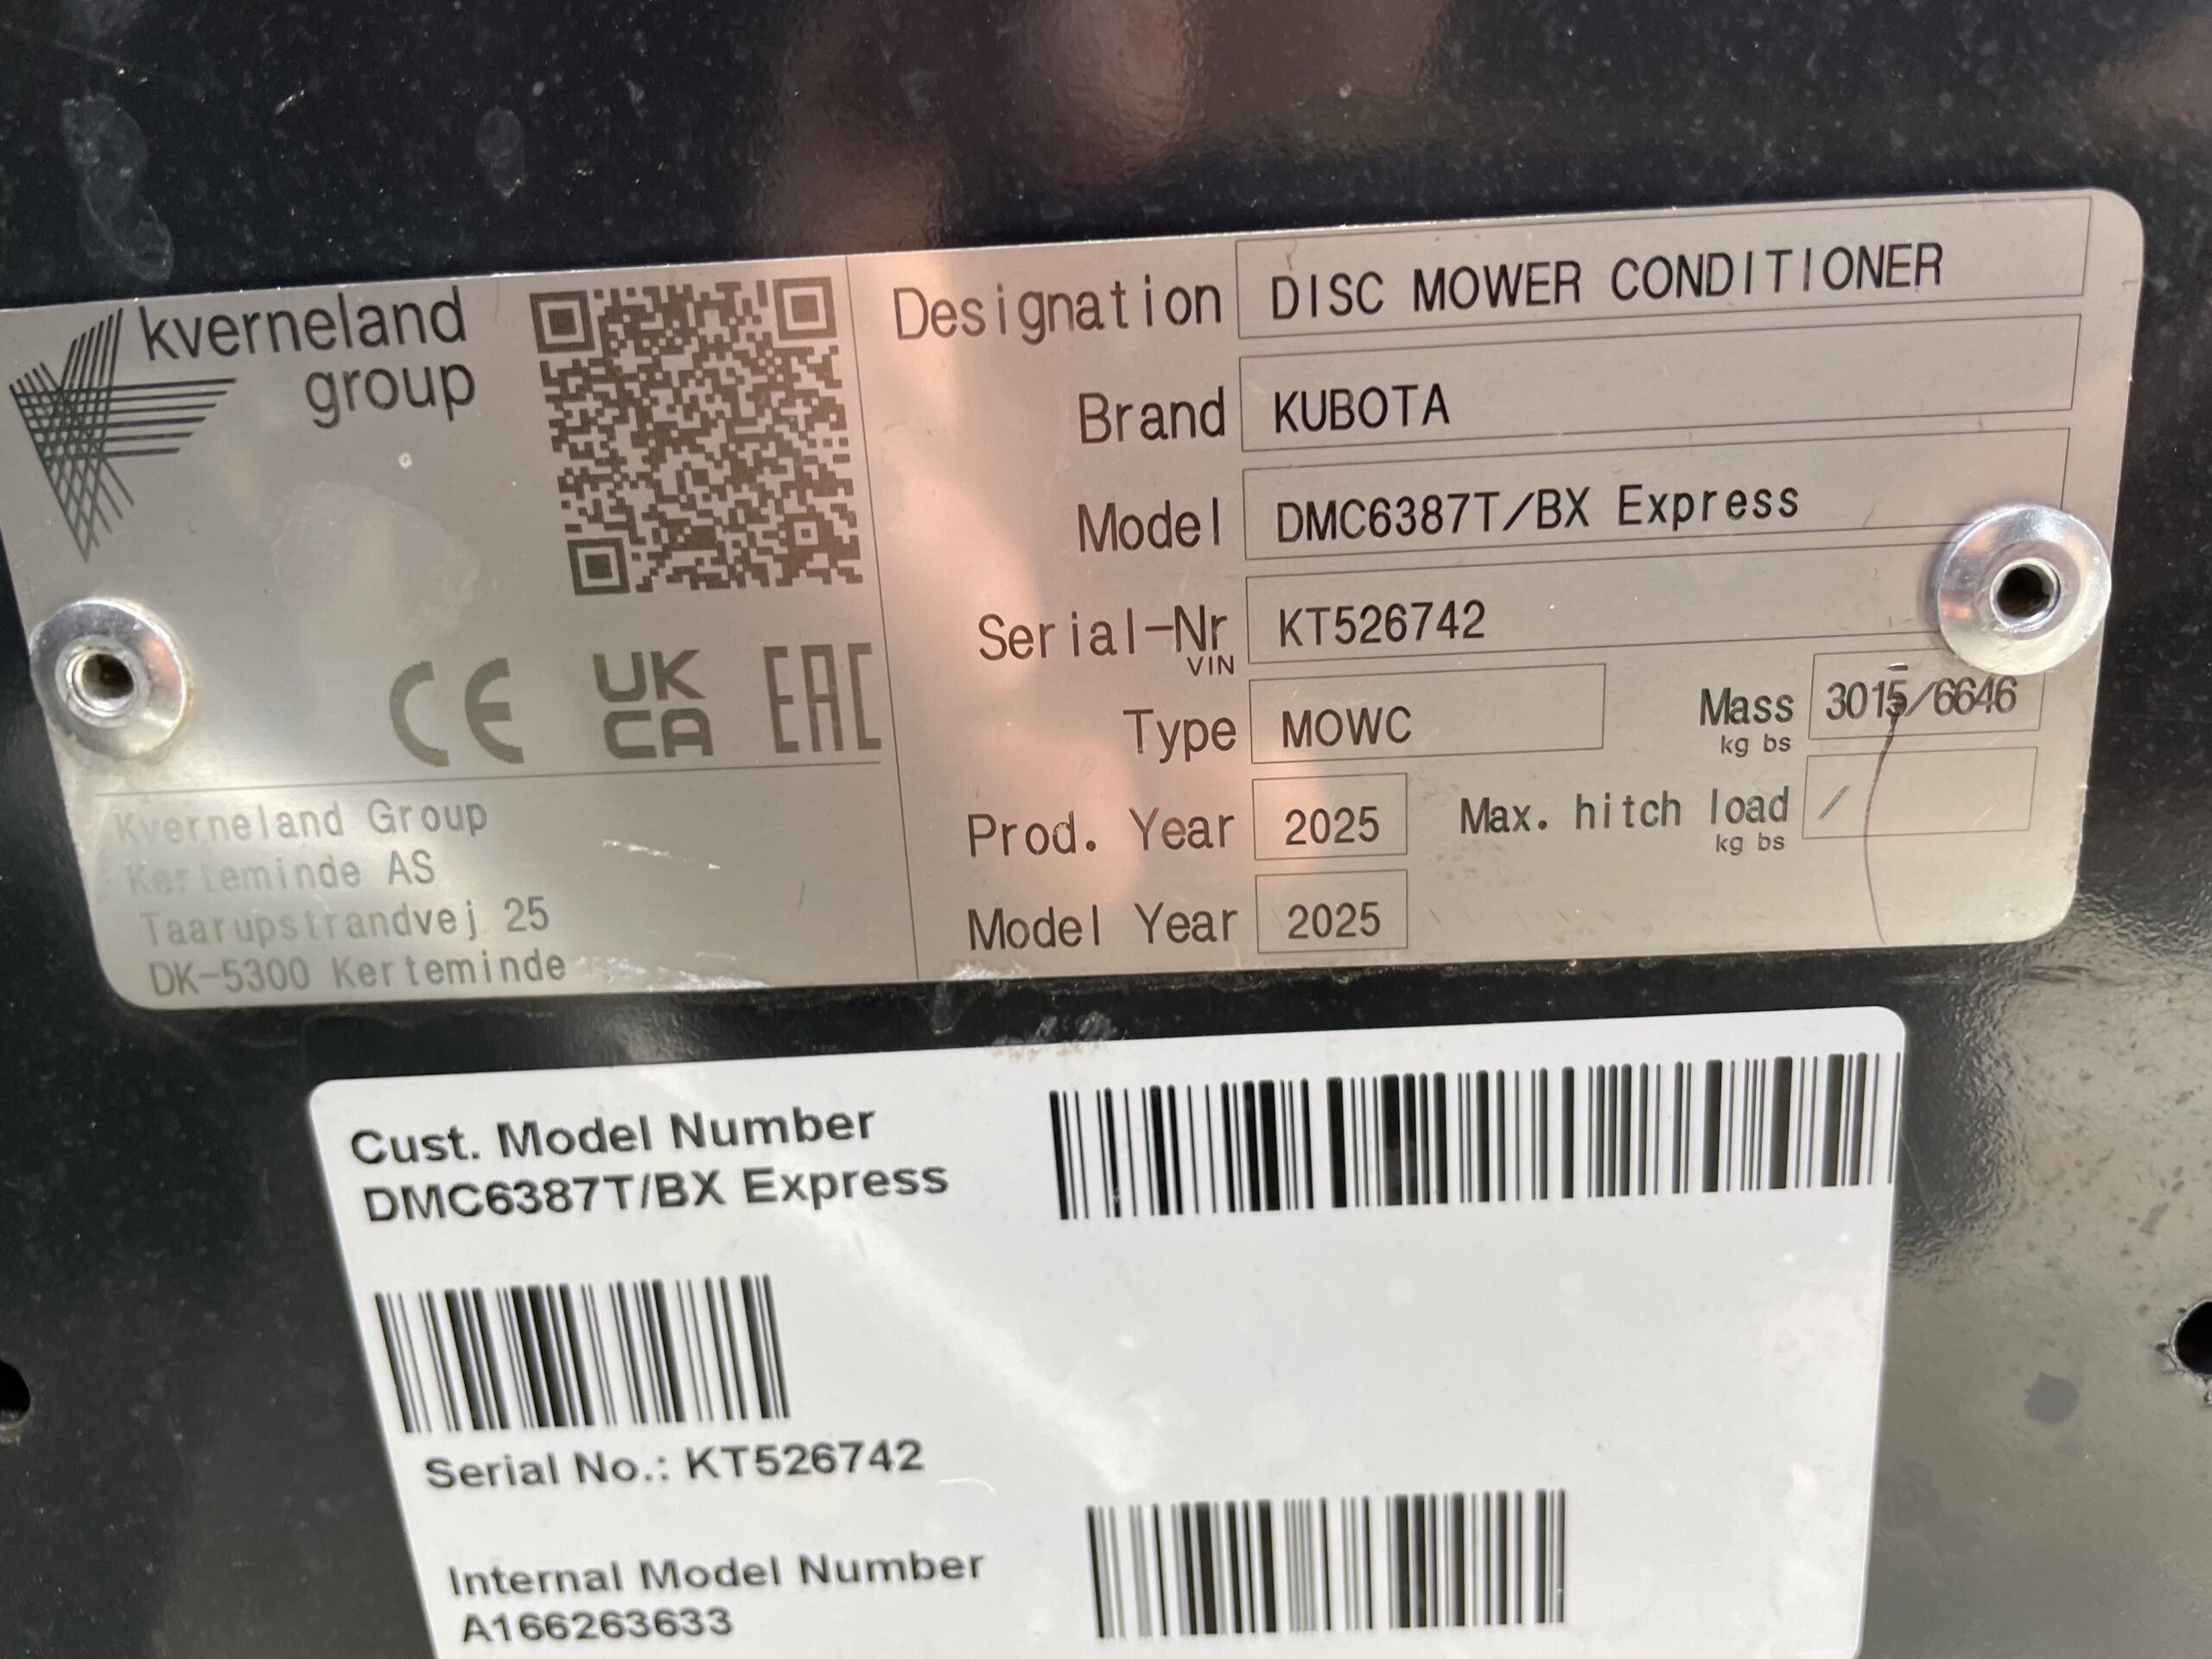 kverneland
group
CE
UK
CA
EAC
Kverneland Group
Kerteminde AS
Taarupstrandvej 25
DK-5300 Kerteminde
Designation DISC MOWER CONDITIONER
Brand KUBOTA
Model DMC6387T/BX Express
Serial-Nr KT526742
VIN
Type MOWC Mass 3015/6646
kg bs
Prod. Year 2025 Max. hitch load /
kg bs
Model Year 2025
Cust. Model Number
DMC6387T/BX Express
Serial No.: KT526742
Internal Model Number
A166263633